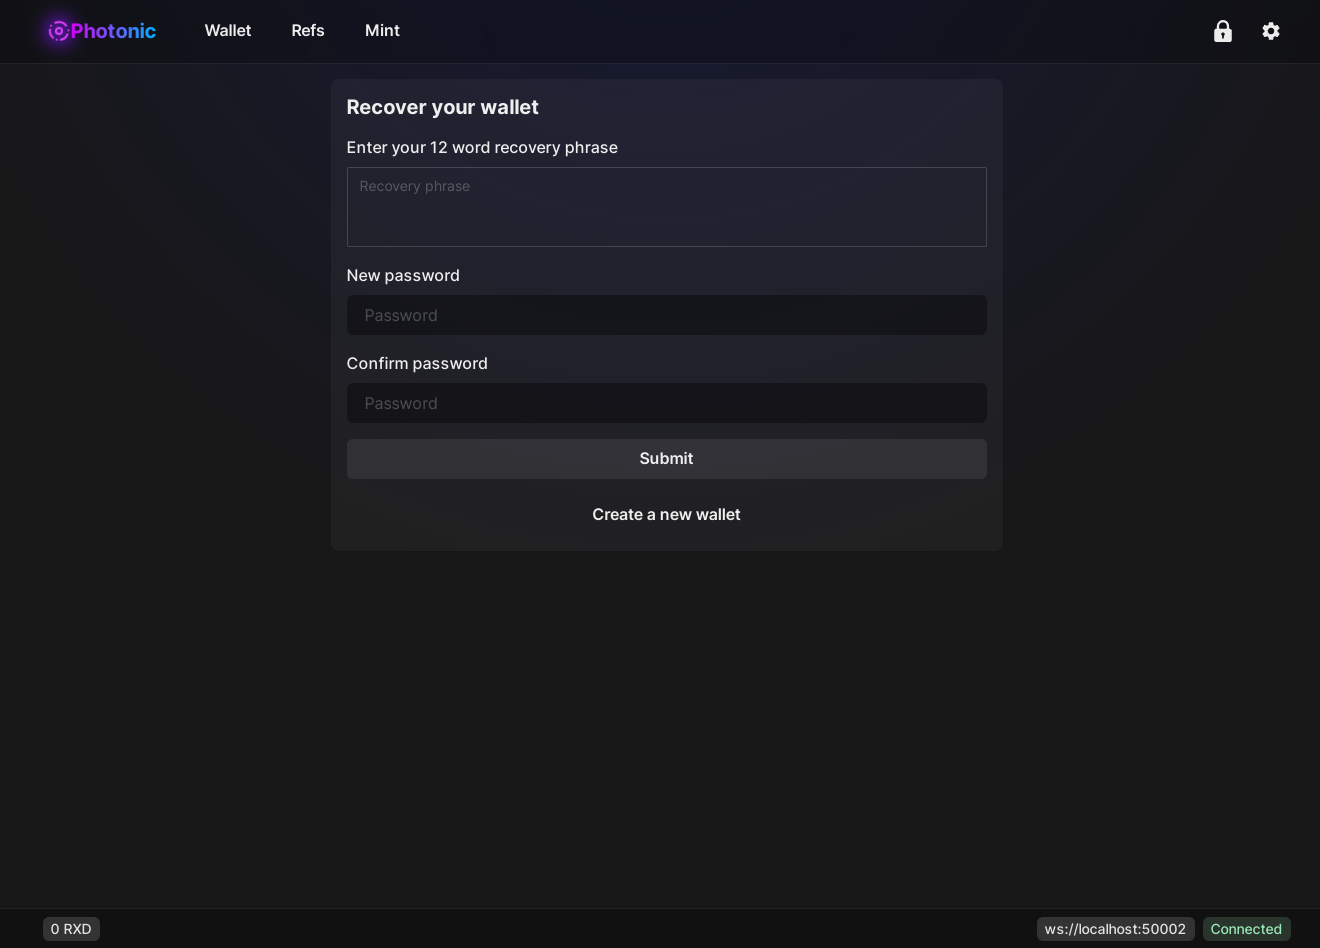 Photonic Wallet Refs Mint
Recover your wallet
Enter your 12 word recovery phrase
Recovery phrase
New password
Password
Confirm password
Password
Submit
Create a new wallet
0 RXD ws://localhost:50002 Connected